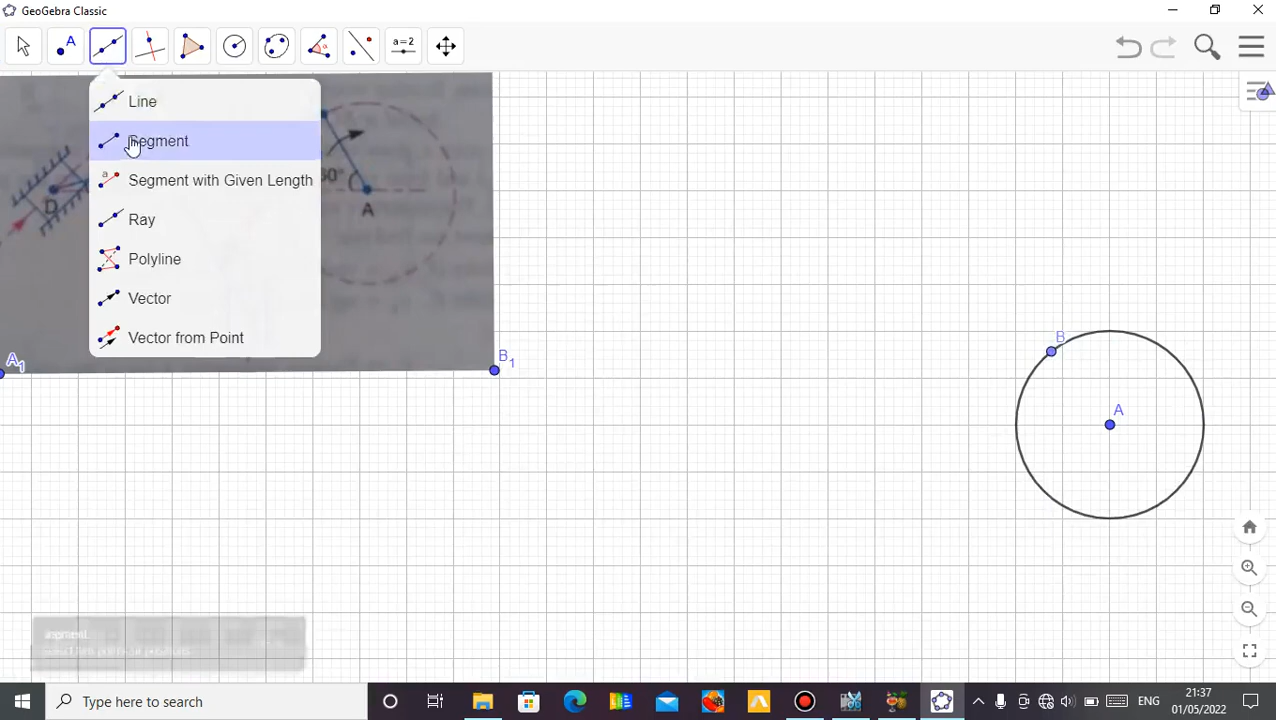 GeoGebra Classic
A
a=2
Line
Segment
a
Segment with Given Length
Ray
Polyline
Vector
Vector from Point
D
60°
A
A1
B1
B
A
Type here to search
ENG
21:37
01/05/2022